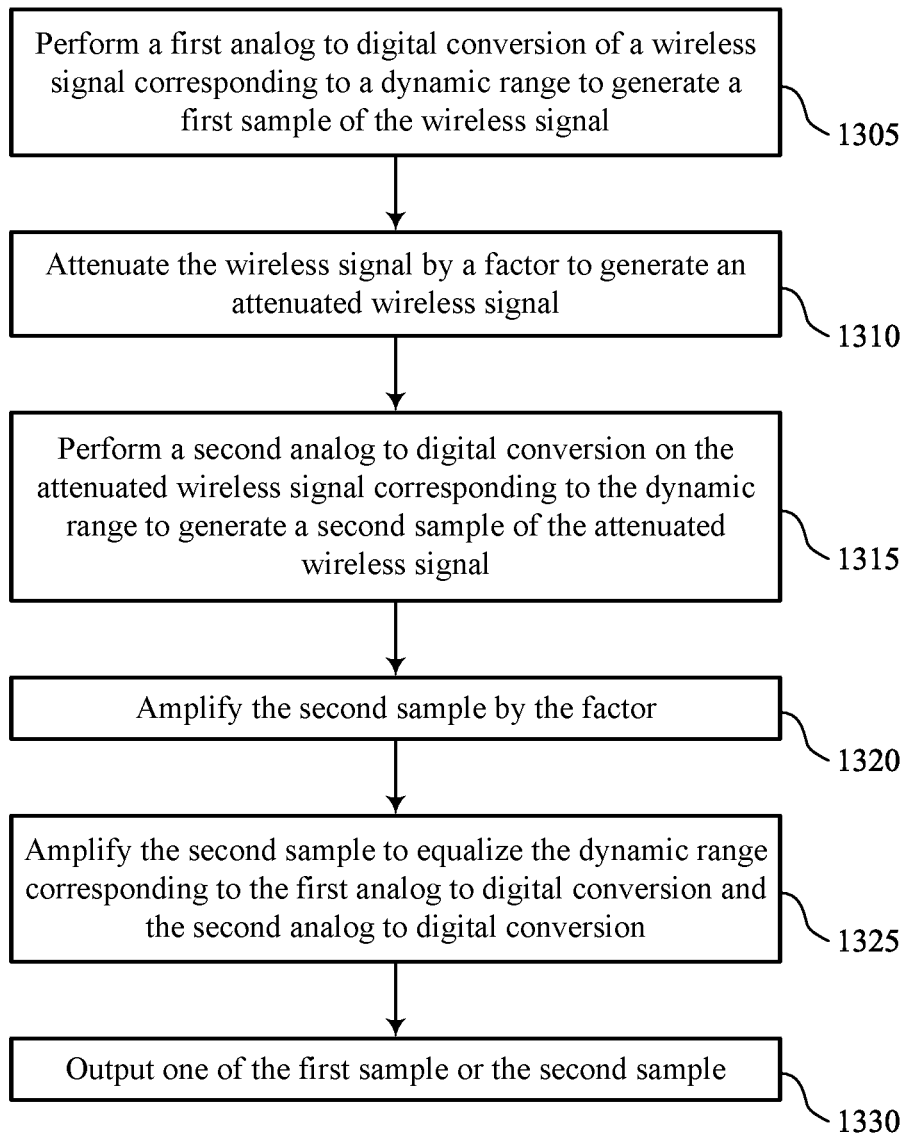 Perform a first analog to digital conversion of a wireless
signal corresponding to a dynamic range to generate a
first sample of the wireless signal
1305
Attenuate the wireless signal by a factor to generate an
attenuated wireless signal
1310
Perform a second analog to digital conversion on the
attenuated wireless signal corresponding to the dynamic
range to generate a second sample of the attenuated
wireless signal
1315
Amplify the second sample by the factor
1320
Amplify the second sample to equalize the dynamic range
corresponding to the first analog to digital conversion and
the second analog to digital conversion
1325
Output one of the first sample or the second sample
1330